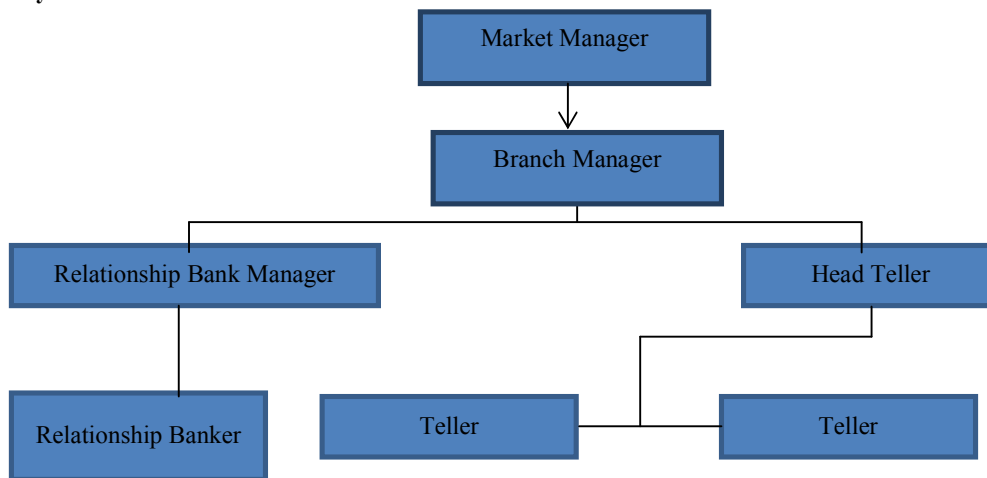 Market Manager
Branch Manager
Relationship Bank Manager
Head Teller
Relationship Banker
Teller
Teller